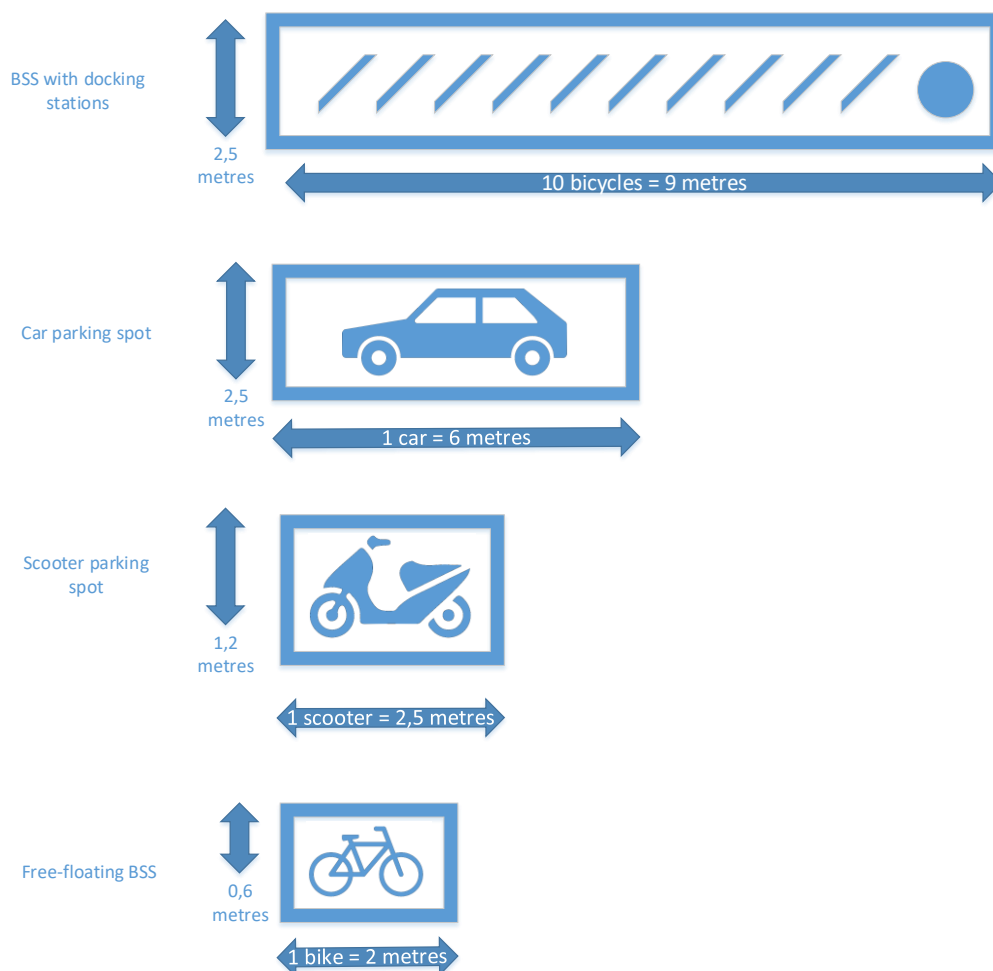 BSS with docking
stations
2,5
metres
10 bicycles = 9 metres
Car parking spot
2,5
metres
1 car = 6 metres
Scooter parking
spot
1,2
metres
1 scooter = 2,5 metres
Free-floating BSS
0,6
metres
1 bike = 2 metres